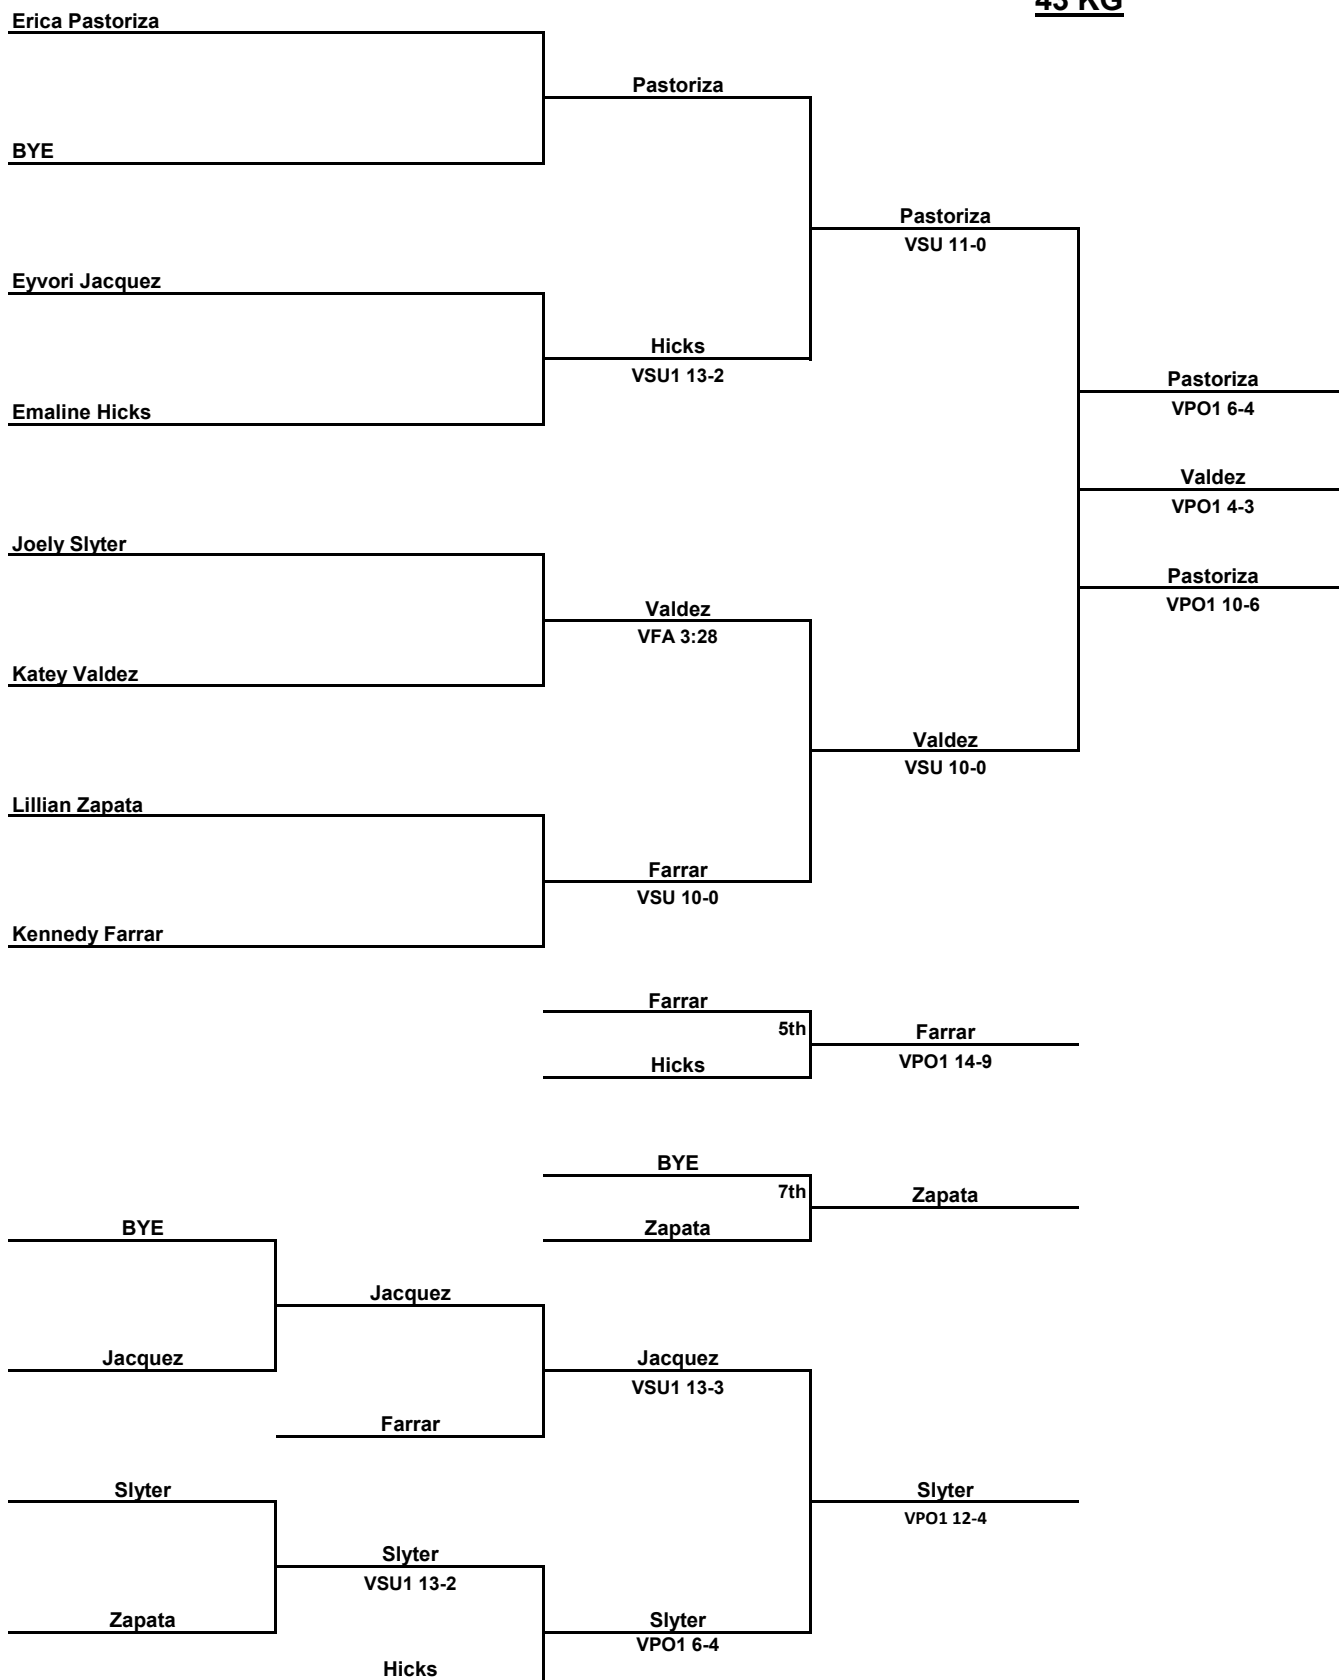 43 KG
Erica Pastoriza
Pastoriza
BYE
Pastoriza
VSU 11-0
Eyvori Jacquez
Hicks
VSU1 13-2
Pastoriza
VPO1 6-4
Emaline Hicks
Valdez
VPO1 4-3
Joely Slyter
Pastoriza
VPO1 10-6
Valdez
VFA 3:28
Katey Valdez
Valdez
VSU 10-0
Lillian Zapata
Farrar
VSU 10-0
Kennedy Farrar
Farrar
5th
Farrar
VPO1 14-9
Hicks
BYE
7th
Zapata
Zapata
BYE
Jacquez
Jacquez
Jacquez
VSU1 13-3
Farrar
Slyter
Slyter
VPO1 12-4
Slyter
VSU1 13-2
Zapata
Slyter
VPO1 6-4
Hicks